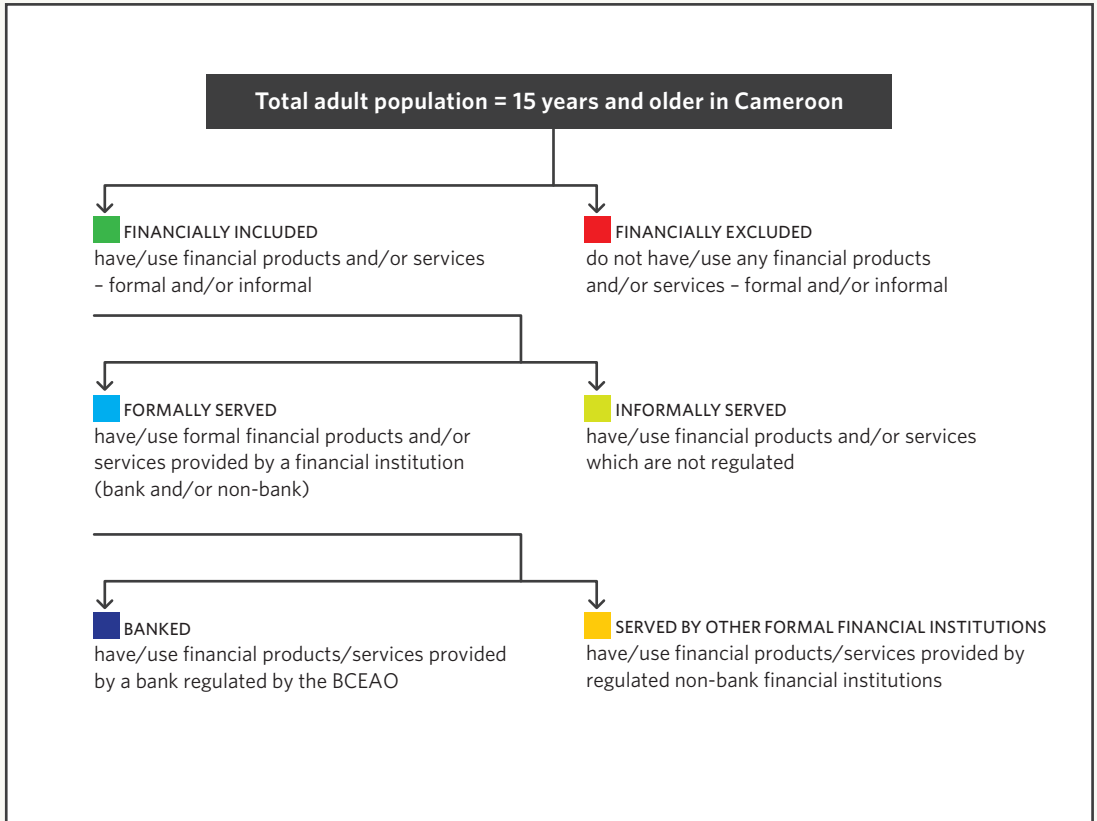 Total adult population = 15 years and older in Cameroon
FINANCIALLY INCLUDED
have/use financial products and/or services
– formal and/or informal
FINANCIALLY EXCLUDED
do not have/use any financial products
and/or services – formal and/or informal
FORMALLY SERVED
have/use formal financial products and/or
services provided by a financial institution
(bank and/or non-bank)
INFORMALLY SERVED
have/use financial products and/or services
which are not regulated
BANKED
have/use financial products/services provided
by a bank regulated by the BCEAO
SERVED BY OTHER FORMAL FINANCIAL INSTITUTIONS
have/use financial products/services provided by
regulated non-bank financial institutions